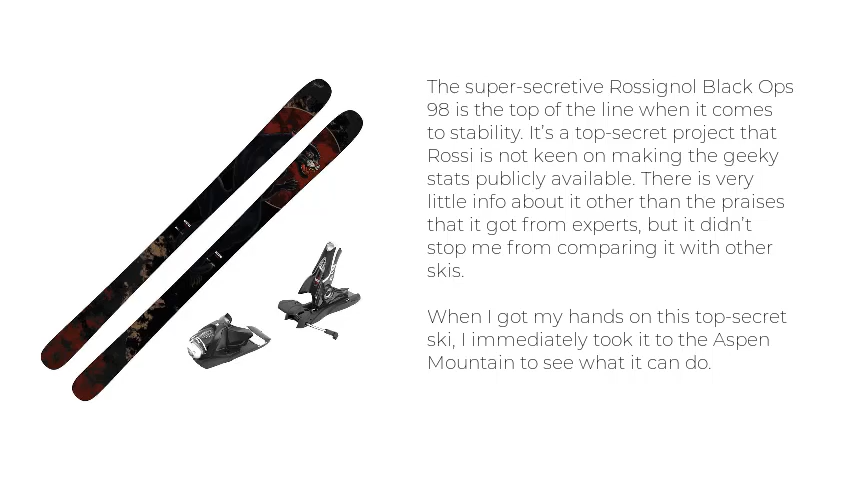 The super-secretive Rossignol Black Ops
98 is the top of the line when it comes
to stability. It’s a top-secret project that
Rossi is not keen on making the geeky
stats publicly available. There is very
little info about it other than the praises
that it got from experts, but it didn’t
stop me from comparing it with other
skis.
When I got my hands on this top-secret
ski, I immediately took it to the Aspen
Mountain to see what it can do.